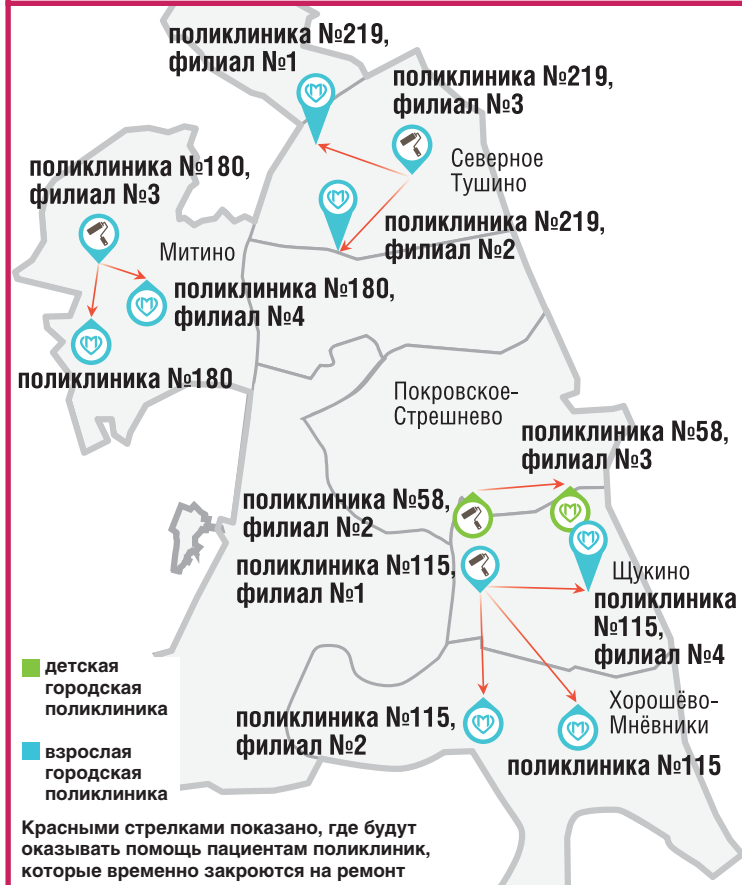 поликлиника №219,
филиал №1
поликлиника №219,
филиал №3
Северное
Тушино
поликлиника №180,
филиал №3
поликлиника №219,
филиал №2
Митино
поликлиника №180,
филиал №4
поликлиника №180
Покровское-
Стрешнево
поликлиника №58,
филиал №3
поликлиника №58,
филиал №2
поликлиника №115,
филиал №1
Щукино
поликлиника
№115,
филиал №4
детская
городская
поликлиника
взрослая
городская
поликлиника
поликлиника №115,
филиал №2
Хорошёво-
Мнёвники
поликлиника №115
Красными стрелками показано, где будут
оказывать помощь пациентам поликлиник,
которые временно закроются на ремонт